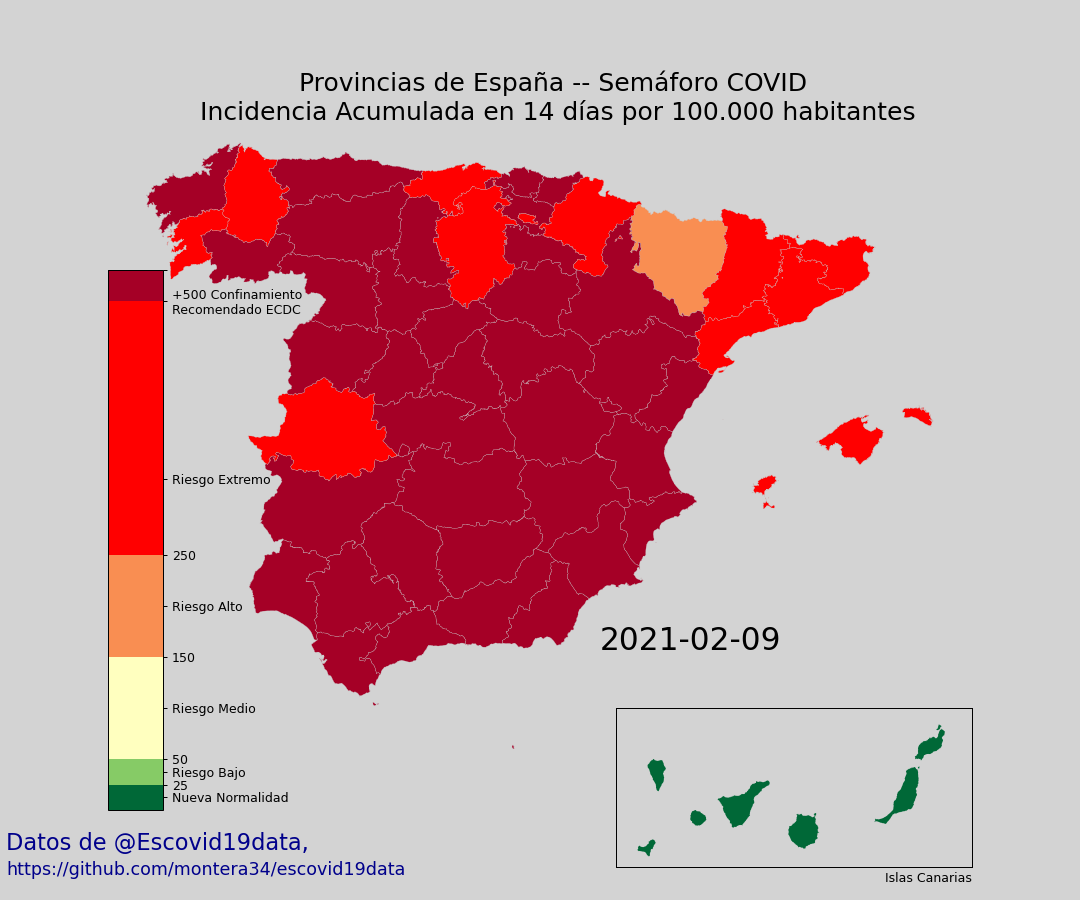 Provincias de España -- Semáforo COVID
Incidencia Acumulada en 14 días por 100.000 habitantes
+500 Confinamiento
Recomendado ECDC
Riesgo Extremo
250
Riesgo Alto
150
Riesgo Medio
50
Riesgo Bajo
25
Nueva Normalidad
2021-02-09
Islas Canarias
Datos de @Escovid19data,
https://github.com/montera34/escovid19data